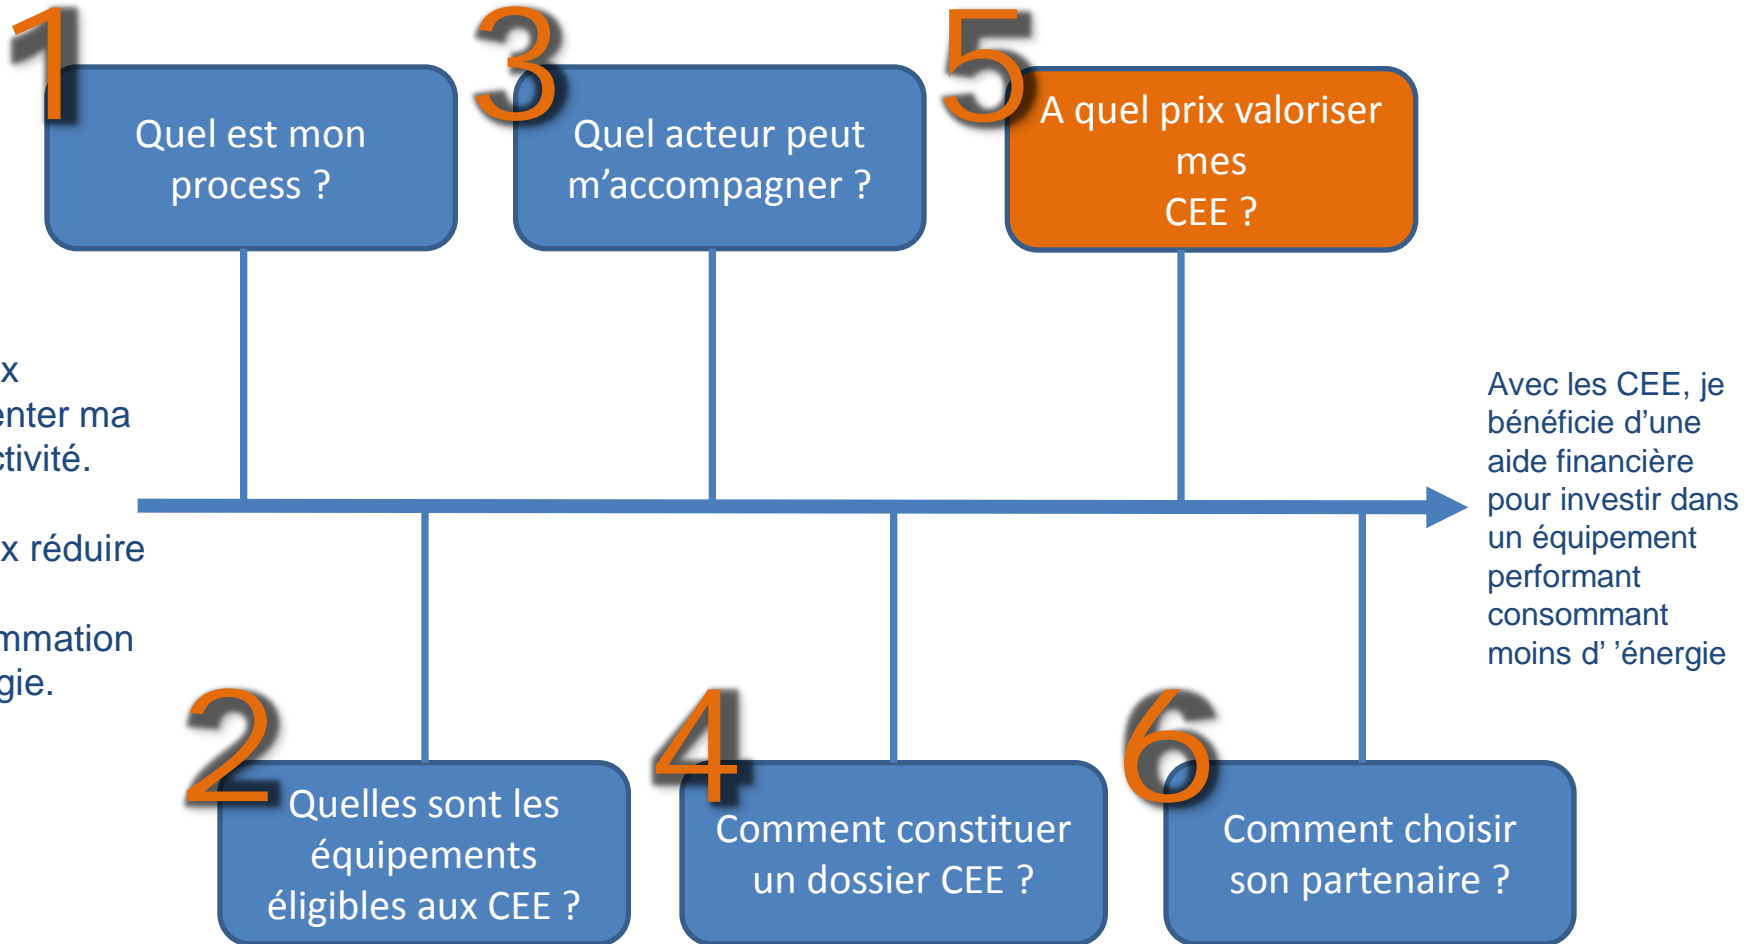 1
Quel est mon
process ?
3
Quel acteur peut
m’accompagner ?
5
A quel prix valoriser
mes
CEE ?
x
enter ma
ctivité.
x réduire
mmation
gie.
Avec les CEE, je
bénéficie d’une
aide financière
pour investir dans
un équipement
performant
consommant
moins d’ ’énergie
2
Quelles sont les
équipements
éligibles aux CEE ?
4
Comment constituer
un dossier CEE ?
6
Comment choisir
son partenaire ?